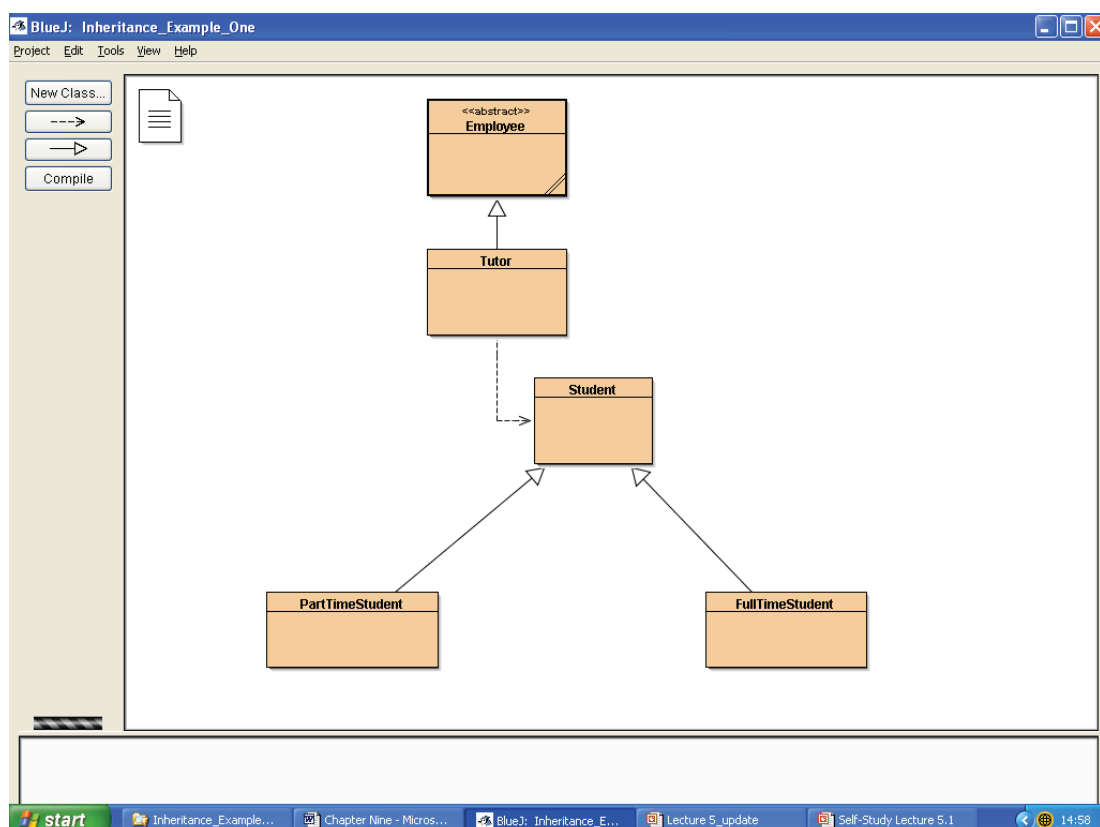 BlueJ: Inheritance_Example_One
Project Edit Tools View Help
New Class...
Compile
<<abstract>>
Employee
Tutor
Student
PartTimeStudent
FullTimeStudent
start
Inheritance_Example...
Chapter Nine - Micros...
BlueJ: Inheritance_E...
Lecture 5_update
Self-Study Lecture 5.1
14:58